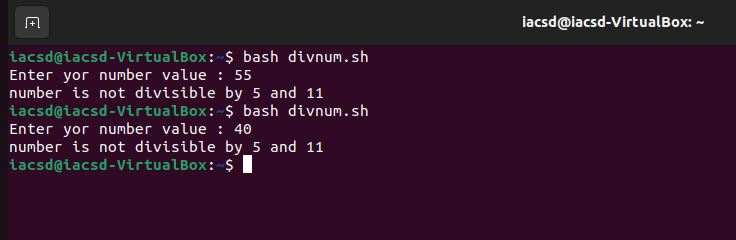 iacsd@iacsd-VirtualBox: ~
iacsd@iacsd-VirtualBox:~$ bash divnum.sh
Enter yor number value : 55
number is not divisible by 5 and 11
iacsd@iacsd-VirtualBox:~$ bash divnum.sh
Enter yor number value : 40
number is not divisible by 5 and 11
iacsd@iacsd-VirtualBox:~$